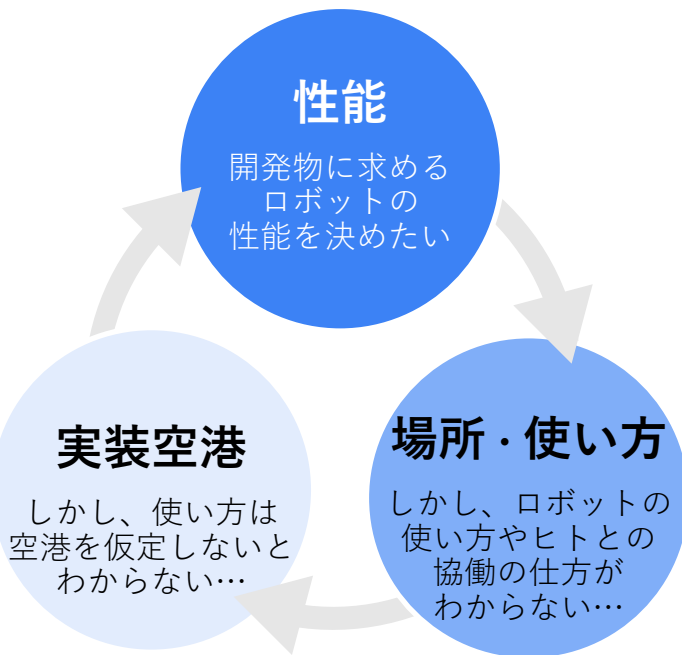 性能
開発物に求める
ロボットの
性能を決めたい
場所・使い方
しかし、ロボットの
使い方やヒトとの
協働の仕方が
わからない…
実装空港
しかし、使い方は
空港を仮定しないと
わからない…